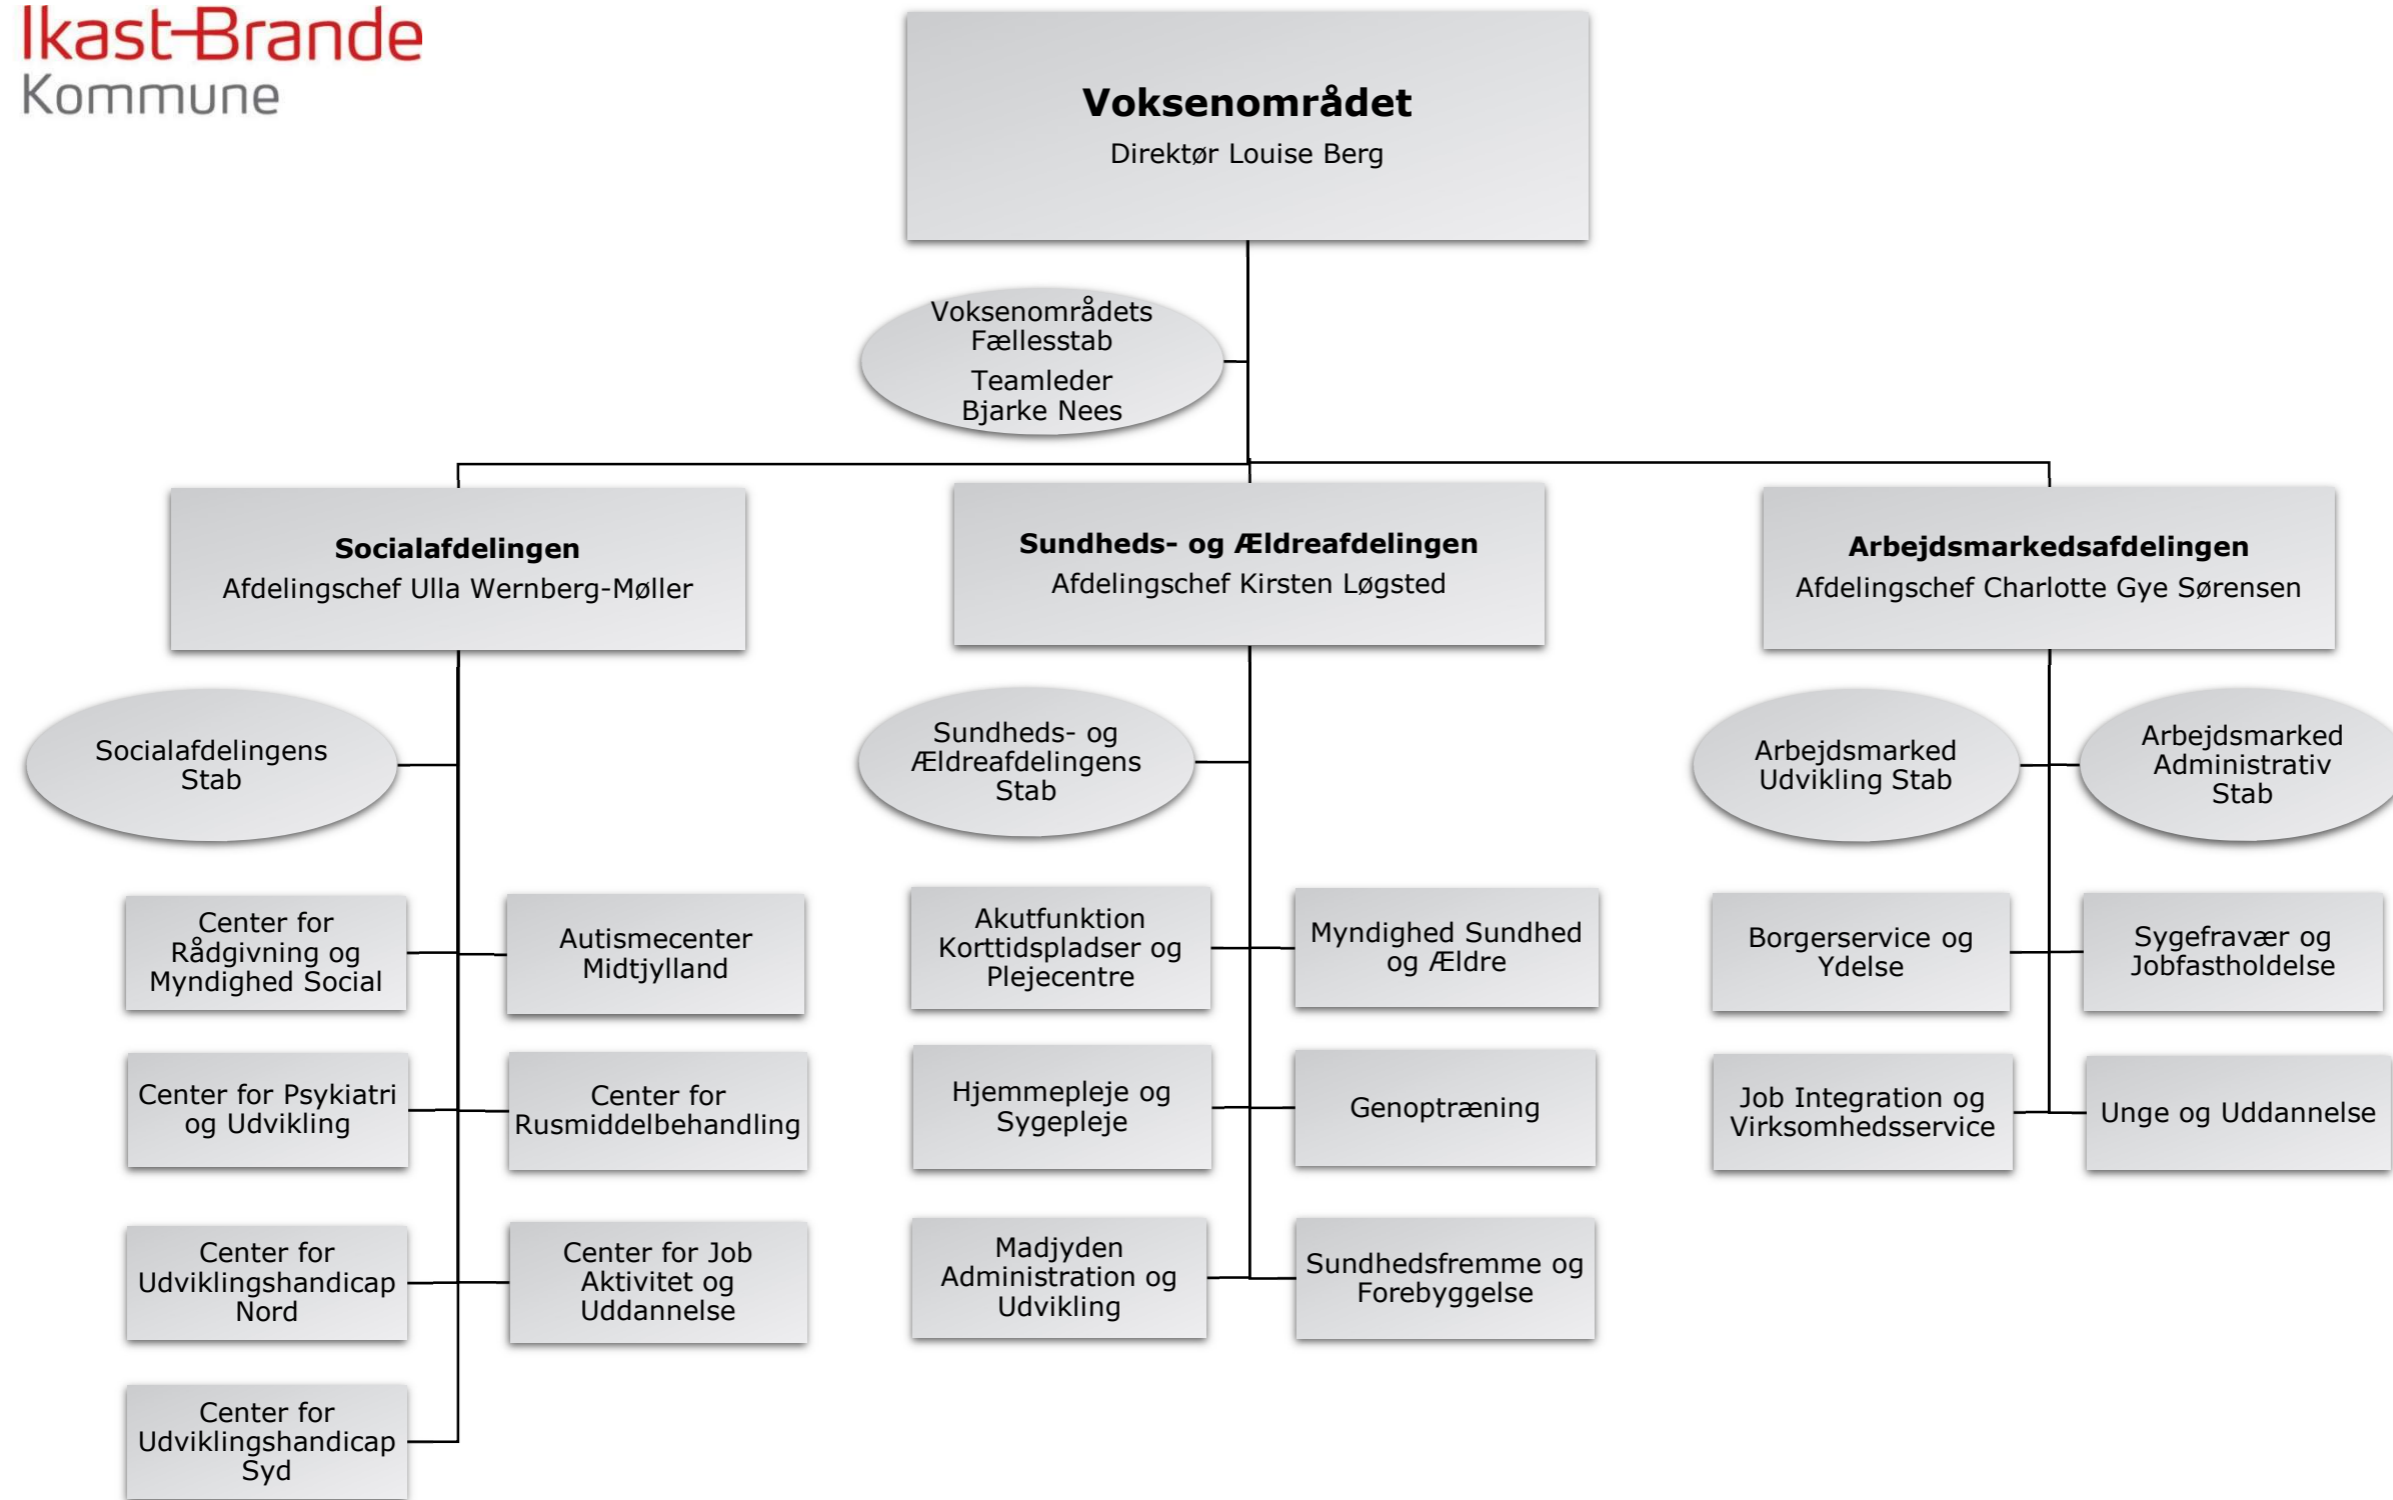 Ikast-Brande
Kommune
Voksenområdet
Direktør Louise Berg
Voksenområdets
Fællesstab
Teamleder
Bjarke Nees
Socialafdelingen
Afdelingschef Ulla Wernberg-Møller
Sundheds- og Ældreafdelingen
Afdelingschef Kirsten Løgsted
Arbejdsmarkedsafdelingen
Afdelingschef Charlotte Gye Sørensen
Socialafdelingens
Stab
Sundheds- og
Ældreafdelingens
Stab
Arbejdsmarked
Udvikling Stab
Arbejdsmarked
Administrativ
Stab
Center for
Rådgivning og
Myndighed Social
Autismecenter
Midtjylland
Akutfunktion
Korttidspladser og
Plejecentre
Myndighed Sundhed
og Ældre
Borgerservice og
Ydelse
Sygefravær og
Jobfastholdelse
Center for Psykiatri
og Udvikling
Center for
Rusmiddelbehandling
Hjemmepleje og
Sygepleje
Genoptræning
Job Integration og
Virksomhedsservice
Unge og Uddannelse
Center for
Udviklingshandicap
Nord
Center for Job
Aktivitet og
Uddannelse
Madjyden
Administration og
Udvikling
Sundhedsfremme og
Forebyggelse
Center for
Udviklingshandicap
Syd